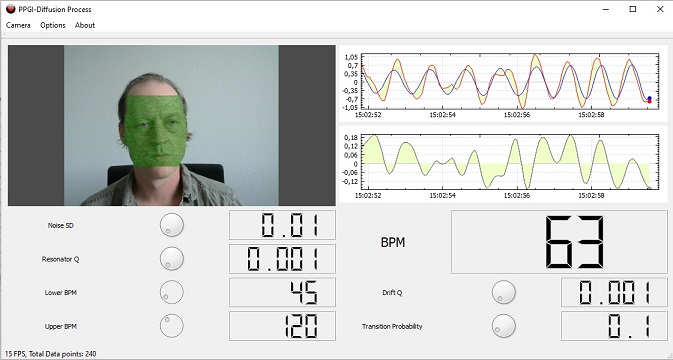 PPGI-Diffusion Process
Camera Options About
1,05
0,7
0,35
0
-0,35
-0,7
-1,05
15:02:52 15:02:54 15:02:56 15:02:58
0,18
0,12
0,06
0
-0,06
-0,12
15:02:52 15:02:54 15:02:56 15:02:58
Noise SD 0.01
Resonator Q 0.001
Lower BPM 45
Upper BPM 120
BPM 63
Drift Q 0.001
Transition Probability 0.1
15 FPS, Total Data points: 240